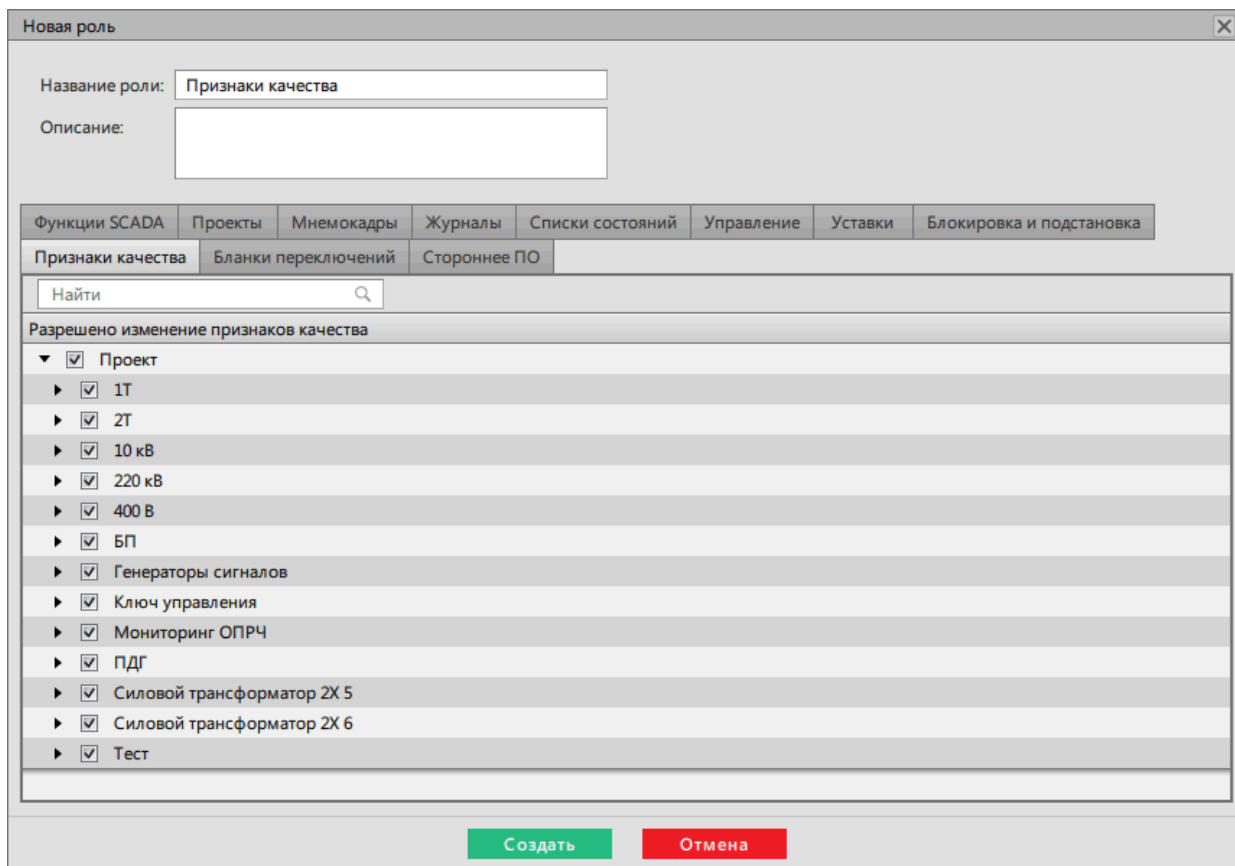 Новая роль
Название роли: Признаки качества
Описание:
Функции SCADA Проекты Мнемокадры Журналы Списки состояний Управление Уставки Блокировка и подстановка
Признаки качества Бланки переключений Стороннее ПО
Найти
Разрешено изменение признаков качества
Проект
1Т
2Т
10 кВ
220 кВ
400 В
БП
Генераторы сигналов
Ключ управления
Мониторинг ОПРЧ
ПДГ
Силовой трансформатор 2Х 5
Силовой трансформатор 2Х 6
Тест
Создать Отмена